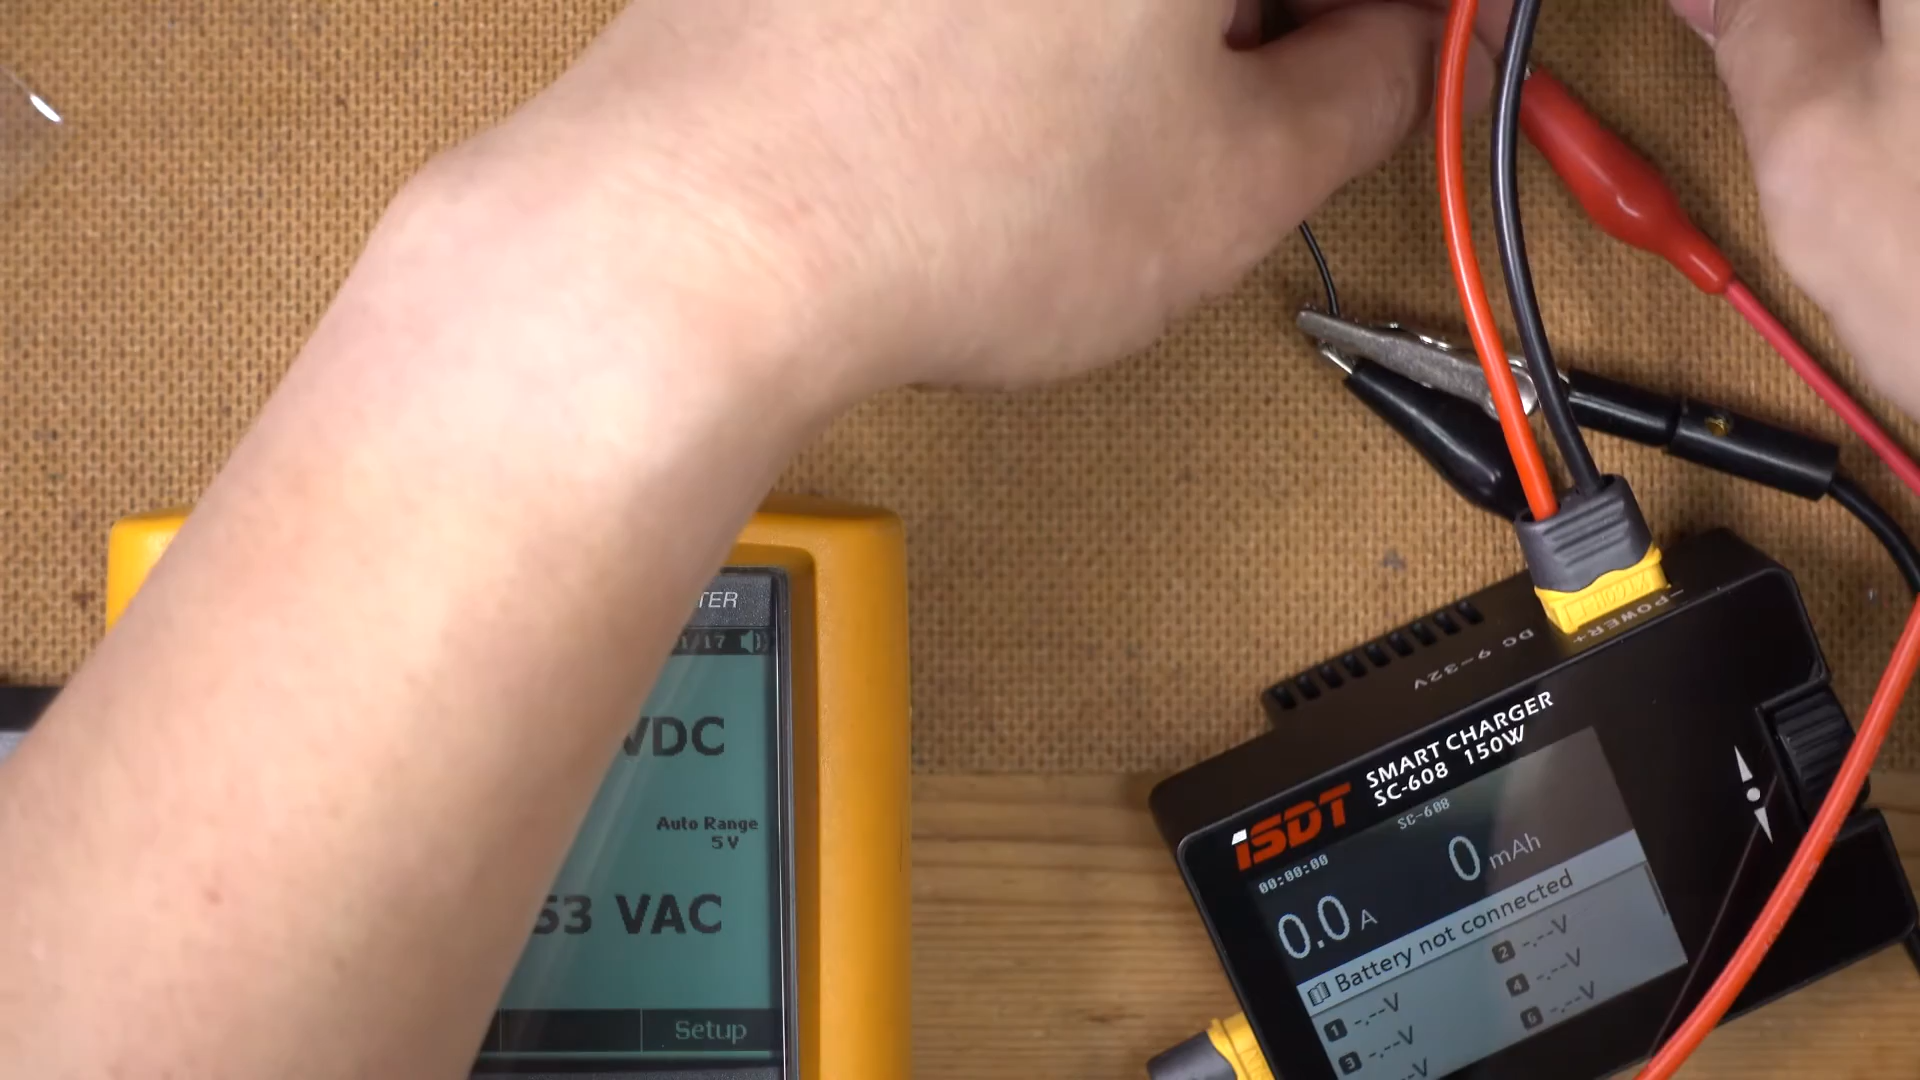 TER
1/17
VDC
Auto Range
5 V
53 VAC
Setup
-POWER+
DC 9-32V
SMART CHARGER
SC-608 150W
iSDT
SC-608
00:00:00
0 mAh
0.0 A
Battery not connected
1 -.--V
2 -.--V
3 -.--V
4 -.--V
6 -.--V